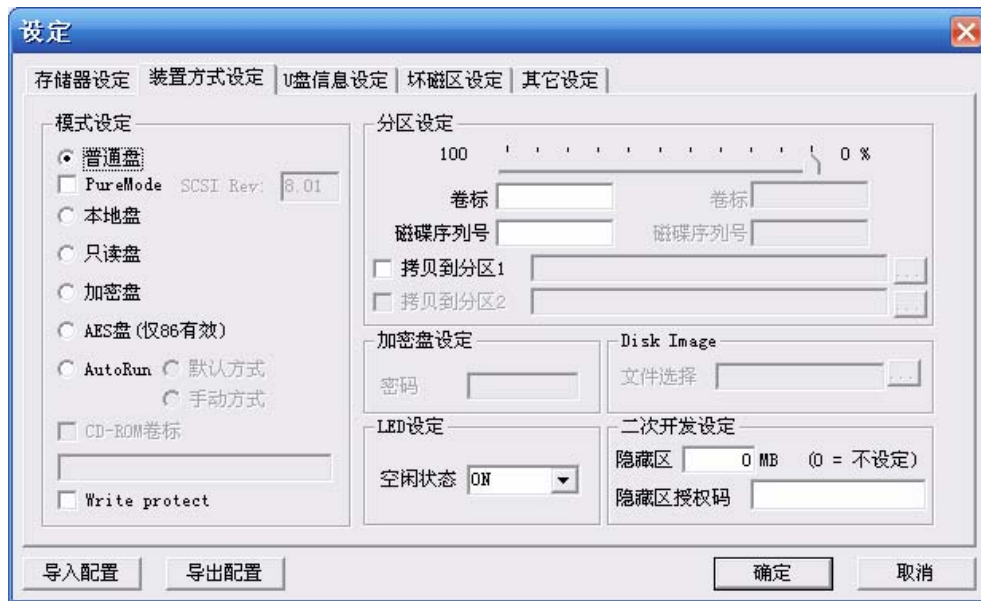 设定
存储器设定 装置方式设定 U盘信息设定 坏磁区设定 其它设定
模式设定
普通盘
PureMode SCSI Rev: 8.01
本地盘
只读盘
加密盘
AES盘(仅86有效)
AutoRun 默认方式
手动方式
CD-ROM卷标
Write protect
分区设定
100 0 %
卷标 卷标
磁碟序列号 磁碟序列号
拷贝到分区1 ...
拷贝到分区2 ...
加密盘设定
密码
Disk Image
文件选择 ...
LED设定
空闲状态 ON
二次开发设定
隐藏区 0 MB (0 = 不设定)
隐藏区授权码
导入配置 导出配置 确定 取消